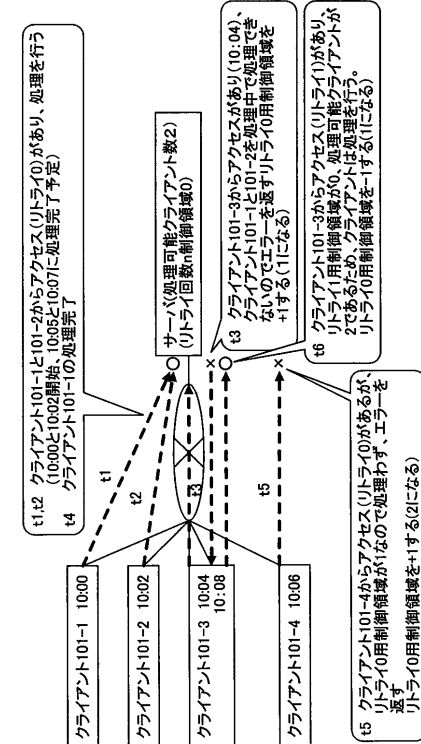 t1,t2 クライアント101-1と101-2からアクセス(リトライ0)があり、処理を行う
(10:00と10:02開始、10:05と10:07に処理完了予定)
t4 クライアント101-1の処理完了
クライアント101-1 10:00
クライアント101-2 10:02
クライアント101-3 10:04
10:08
クライアント101-4 10:06
t1
t2
t3
t5
サーバ(処理可能クライアント数2)
(リトライ回数n制御領域0)
t3 クライアント101-3からアクセスがあり(10:04)、
クライアント101-1と101-2を処理中で処理でき
ないのでエラーを返すリトライ0用制御領域を
+1する(1になる)
t6 クライアント101-3からアクセス(リトライ1)があり、
リトライ1用制御領域が0、処理可能クライアントが
2であるため、クライアントは処理を行う。
リトライ0用制御領域を-1する(1になる)
t5 クライアント101-4からアクセス(リトライ0)があるが、
リトライ0用制御領域が1なので処理わず、エラーを
返す
リトライ0用制御領域を+1する(2になる)